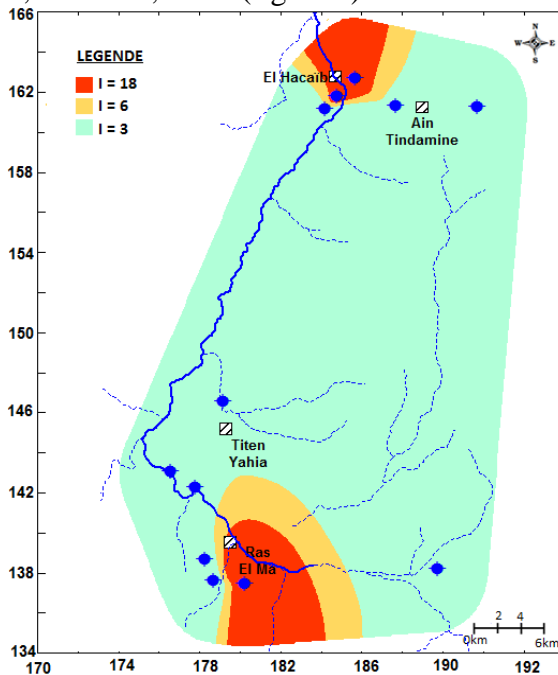 166
162
158
154
150
146
142
138
134
170 174 178 182 186 190 192
LEGENDE
I = 18
I = 6
I = 3
N
W E
S
El Hacaïb
Ain
Tindamine
Titen
Yahia
Ras
El Ma
2 4
0km 6km